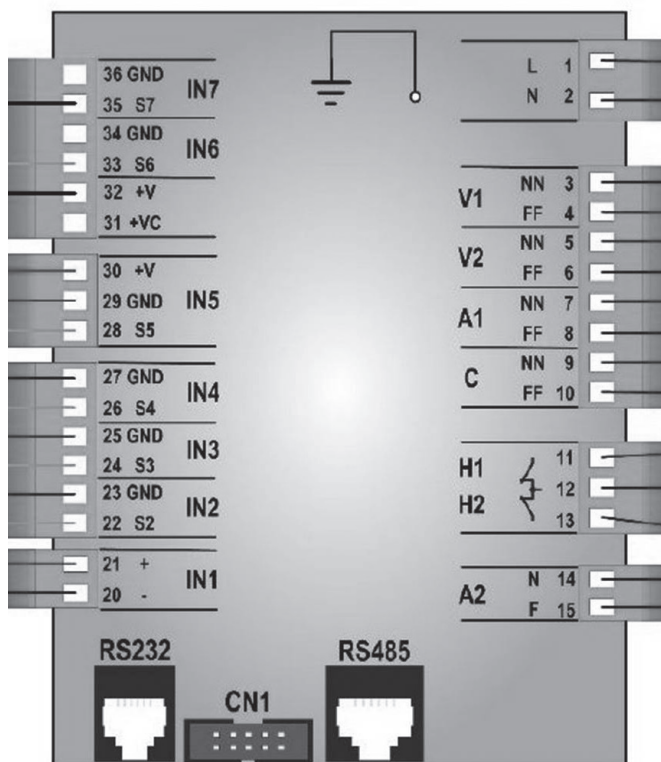 36 GND
35 S7
IN7
34 GND
33 S6
IN6
32 +V
31 +VC
30 +V
29 GND
28 S5
IN5
27 GND
26 S4
IN4
25 GND
24 S3
IN3
23 GND
22 S2
IN2
21 +
20 -
IN1
L 1
N 2
V1
NN 3
FF 4
V2
NN 5
FF 6
A1
NN 7
FF 8
C
NN 9
FF 10
H1
11
12
H2
13
A2
N 14
F 15
RS232
CN1
RS485